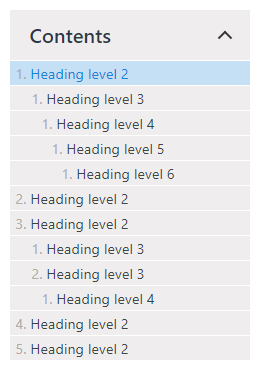 Contents
1. Heading level 2
1. Heading level 3
1. Heading level 4
1. Heading level 5
1. Heading level 6
2. Heading level 2
3. Heading level 2
1. Heading level 3
2. Heading level 3
1. Heading level 4
4. Heading level 2
5. Heading level 2